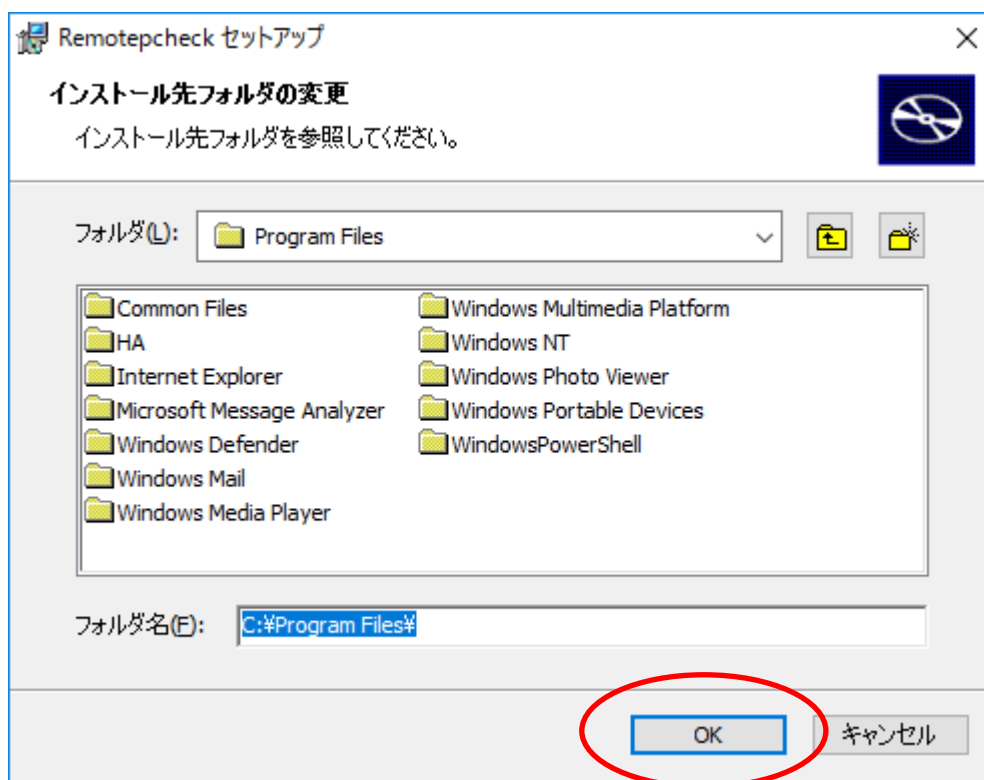 Remotepcheck セットアップ
インストール先フォルダの変更
インストール先フォルダを参照してください。
フォルダ(L): Program Files
Common Files
HA
Internet Explorer
Microsoft Message Analyzer
Windows Defender
Windows Mail
Windows Media Player
Windows Multimedia Platform
Windows NT
Windows Photo Viewer
Windows Portable Devices
WindowsPowerShell
フォルダ名(F): C:¥Program Files¥
OK キャンセル